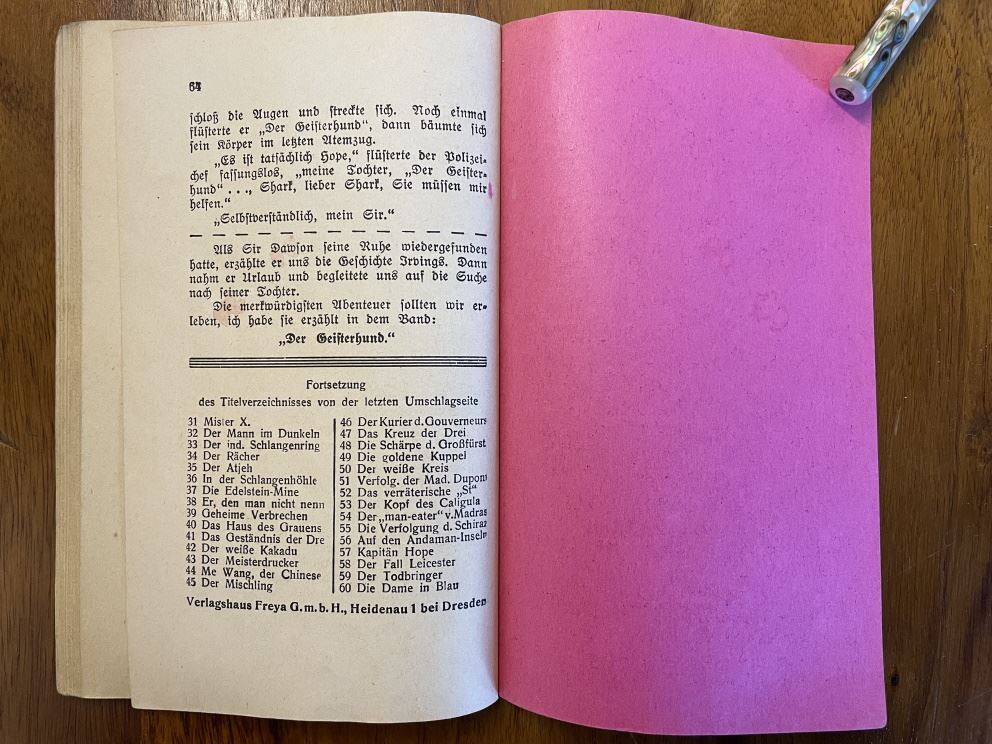 64
schloß die Augen und streckte sich. Noch einmal
flüsterte er „Der Geisterhund“, dann bäumte sich
sein Körper im letzten Atemzug.
„Es ist tatsächlich Hope,“ flüsterte der Polizei-
chef fassungslos, „meine Tochter, „Der Geister-
hund“ . . ., Shark, lieber Shark, Sie müssen mir
helfen.“
„Selbstverständlich, mein Sir.“
Als Sir Dawson seine Ruhe wiedergefunden
hatte, erzählte er uns die Geschichte Irvings. Dann
nahm er Urlaub und begleitete uns auf die Suche
nach seiner Tochter.
Die merkwürdigsten Abenteuer sollten wir er-
leben, ich habe sie erzählt in dem Band:
„Der Geisterhund.“
Fortsetzung
des Titelverzeichnisses von der letzten Umschlagseite
31 Mister X.
32 Der Mann im Dunkeln
33 Der ind. Schlangenring
34 Der Rächer
35 Der Atjeh
36 In der Schlangenhöhle
37 Die Edelstein-Mine
38 Er, den man nicht nenn
39 Geheime Verbrechen
40 Das Haus des Grauens
41 Das Geständnis der Dre
42 Der weiße Kakadu
43 Der Meisterdrucker
44 Me Wang, der Chinese
45 Der Mischling
46 Der Kurier d. Gouverneurs
47 Das Kreuz der Drei
48 Die Schärpe d. Großfürst
49 Die goldene Kuppel
50 Der weiße Kreis
51 Verfolg. der Mad. Dupont
52 Das verräterische „St“
53 Der Kopf des Caligula
54 Der „man-eater“ v. Madras
55 Die Verfolgung d. Schiraz
56 Auf den Andaman-Inseln
57 Kapitän Hope
58 Der Fall Leicester
59 Der Todbringer
60 Die Dame in Blau
Verlagshaus Freya G.m.b.H., Heidenau 1 bei Dresden